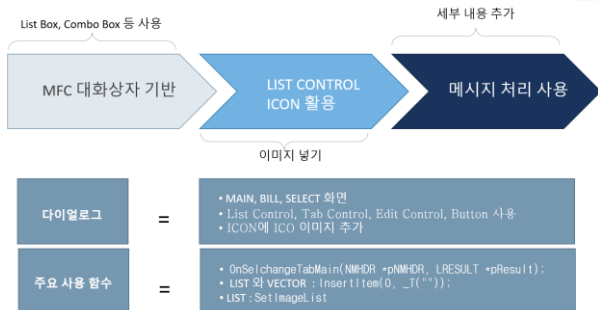 List Box, Combo Box 등 사용
세부 내용 추가
MFC 대화상자 기반
LIST CONTROL
ICON 활용
메시지 처리 사용
이미지 넣기
다이얼로그
=
• MAIN, BILL, SELECT 화면
• List Control, Tab Control, Edit Control, Button 사용
• ICON에 ICO 이미지 추가
주요 사용 함수
=
• OnSelchangeTabMain(NMHDR *pNMHDR, LRESULT *pResult);
• LIST 와 VECTOR : InsertItem(0, _T(""));
• LIST : SetImageList